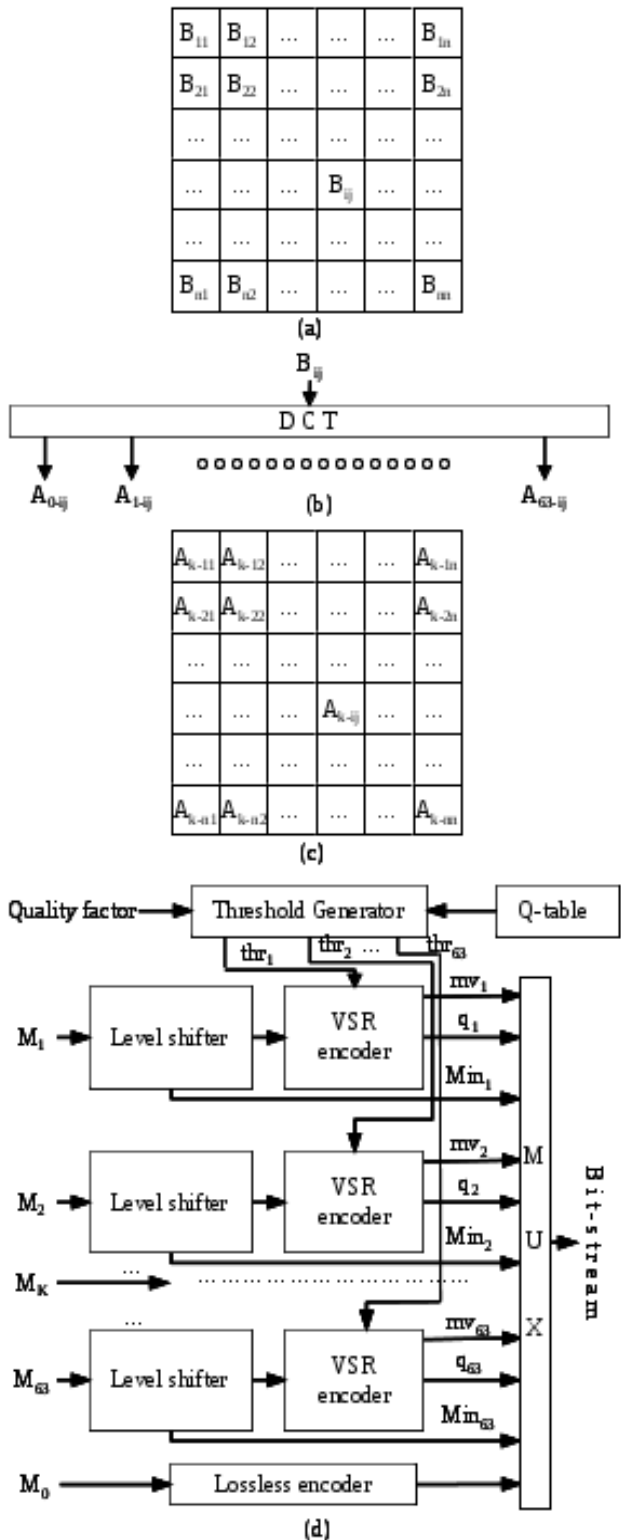 B11 B12 ... ... ... B1n
B21 B22 ... ... ... B2n
... ... ... ... ... ...
... ... ... Bij ... ...
... ... ... ... ... ...
Bn1 Bn2 ... ... ... Bnn
(a)
Bij
D C T
A0-ij A1-ij A63-ij
(b)
Ak-11 Ak-12 ... ... ... Ak-1n
Ak-21 Ak-22 ... ... ... Ak-2n
... ... ... ... ... ...
... ... ... Ak-ij ... ...
... ... ... ... ... ...
Ak-n1 Ak-n2 ... ... ... Ak-nn
(c)
Quality factor Threshold Generator Q-table
thr1 thr2 ... thr63
M1 Level shifter VSR encoder mv1
q1
Min1
M2 Level shifter VSR encoder mv2
q2
Min2
MK ... ..............................
...
M63 Level shifter VSR encoder mv63
q63
Min63
M0 Lossless encoder
M U X
Bit-stream
(d)